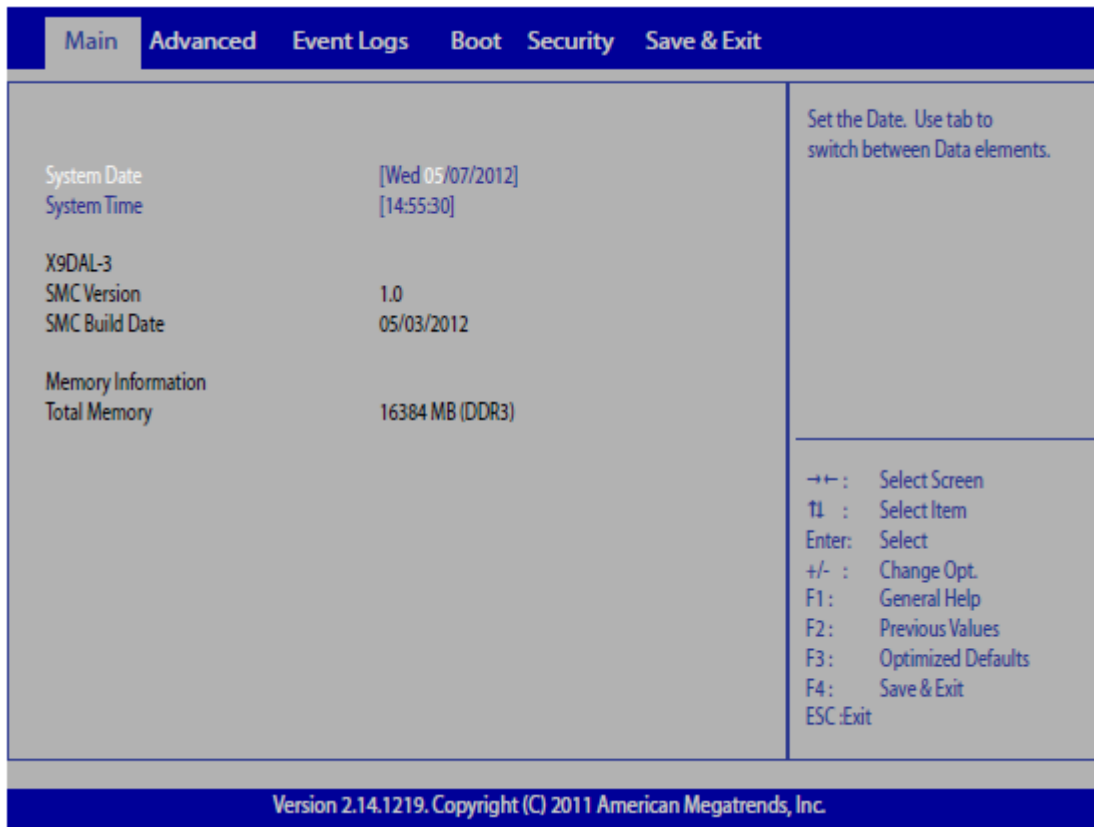 Main Advanced Event Logs Boot Security Save & Exit
System Date [Wed 05/07/2012]
System Time [14:55:30]
X9DAL-3
SMC Version 1.0
SMC Build Date 05/03/2012
Memory Information
Total Memory 16384 MB (DDR3)
Set the Date. Use tab to
switch between Data elements.
→←: Select Screen
↑↓ : Select Item
Enter: Select
+/- : Change Opt.
F1: General Help
F2: Previous Values
F3: Optimized Defaults
F4: Save & Exit
ESC :Exit
Version 2.14.1219. Copyright (C) 2011 American Megatrends, Inc.